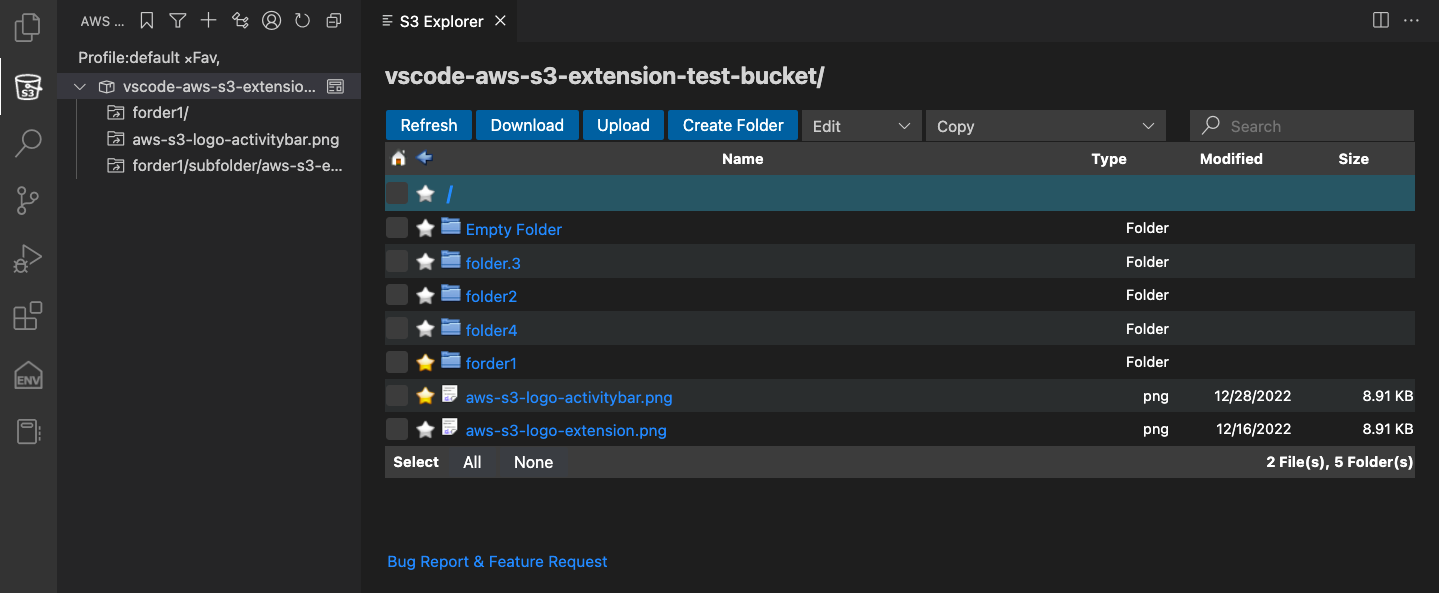 AWS ...
Profile:default ×Fav,
vscode-aws-s3-extensio...
forder1/
aws-s3-logo-activitybar.png
forder1/subfolder/aws-s3-e...
S3
ENV
S3 Explorer
vscode-aws-s3-extension-test-bucket/
Refresh Download Upload Create Folder Edit Copy Search
Name Type Modified Size
/
Empty Folder Folder
folder.3 Folder
folder2 Folder
folder4 Folder
forder1 Folder
aws-s3-logo-activitybar.png png 12/28/2022 8.91 KB
aws-s3-logo-extension.png png 12/16/2022 8.91 KB
Select All None 2 File(s), 5 Folder(s)
Bug Report & Feature Request